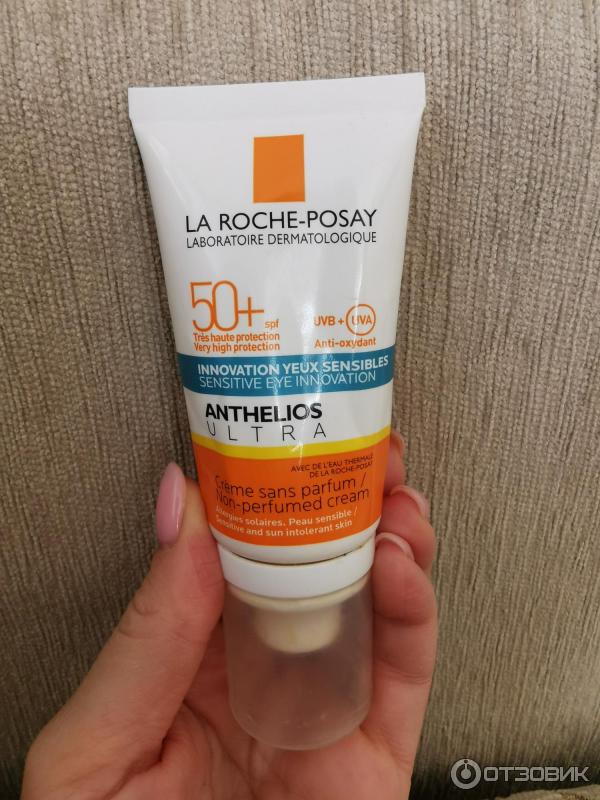 LA ROCHE-POSAY
LABORATOIRE DERMATOLOGIQUE
50+ spf
Très haute protection
Very high protection
UVB + UVA
Anti-oxydant
INNOVATION YEUX SENSIBLES
SENSITIVE EYE INNOVATION
ANTHELIOS
ULTRA
AVEC DE L'EAU THERMALE
DE LA ROCHE-POSAY
Crème sans parfum /
Non-perfumed cream
Allergies solaires. Peau sensible /
Sensitive and sun intolerant skin
ОТЗОВИК